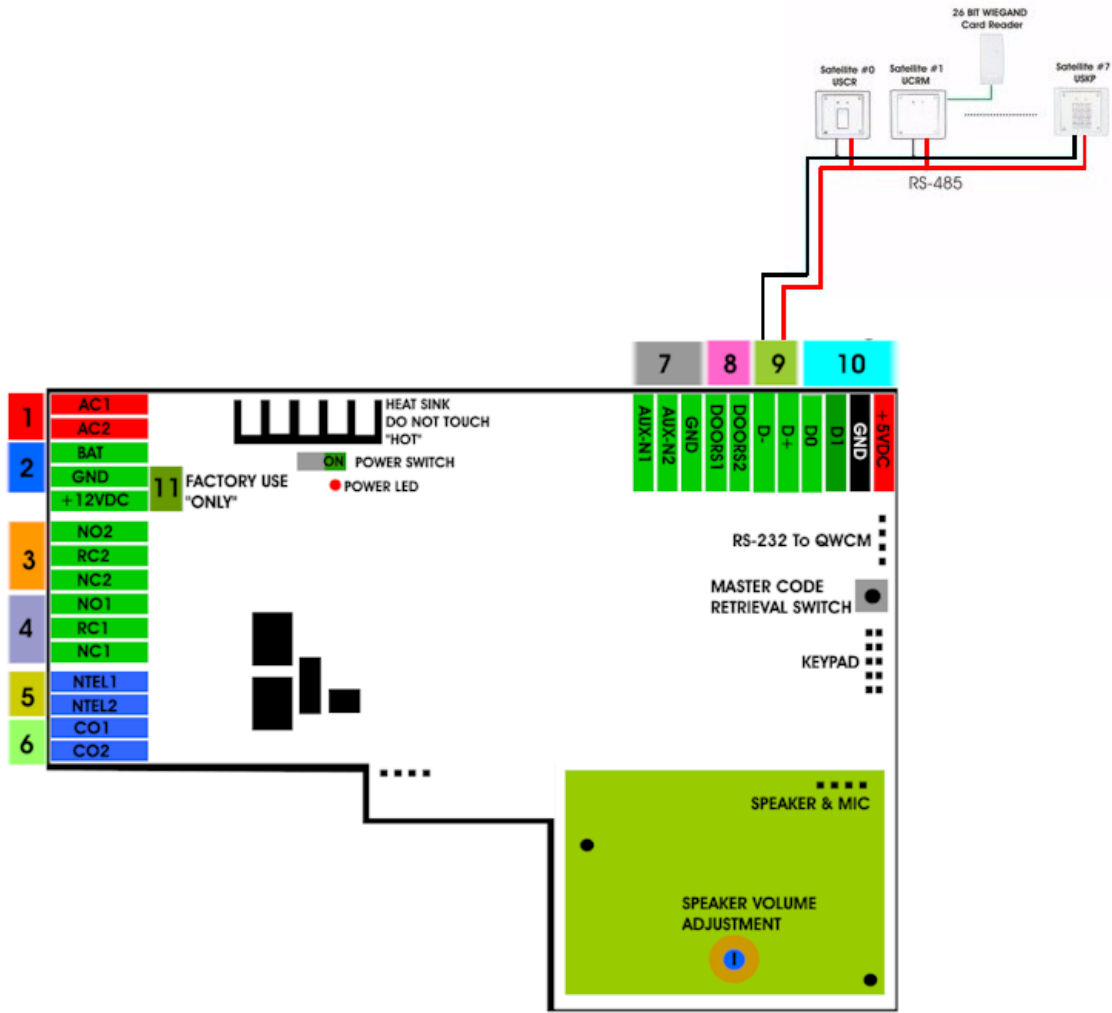 26 BIT WIEGAND
Card Reader
Satellite #0
USCR
Satellite #1
UCRM
Satellite #7
USKP
RS-485
7
8
9
10
1
AC1
AC2
2
BAT
GND
+12VDC
11
FACTORY USE
"ONLY"
HEAT SINK
DO NOT TOUCH
"HOT"
ON
POWER SWITCH
POWER LED
AUX-N1
AUX-N2
GND
DOORS1
DOORS2
D-
D+
D0
D1
GND
+5VDC
3
NO2
RC2
NC2
4
NO1
RC1
NC1
5
NTEL1
NTEL2
6
CO1
CO2
RS-232 To QWCM
MASTER CODE
RETRIEVAL SWITCH
KEYPAD
SPEAKER & MIC
SPEAKER VOLUME
ADJUSTMENT